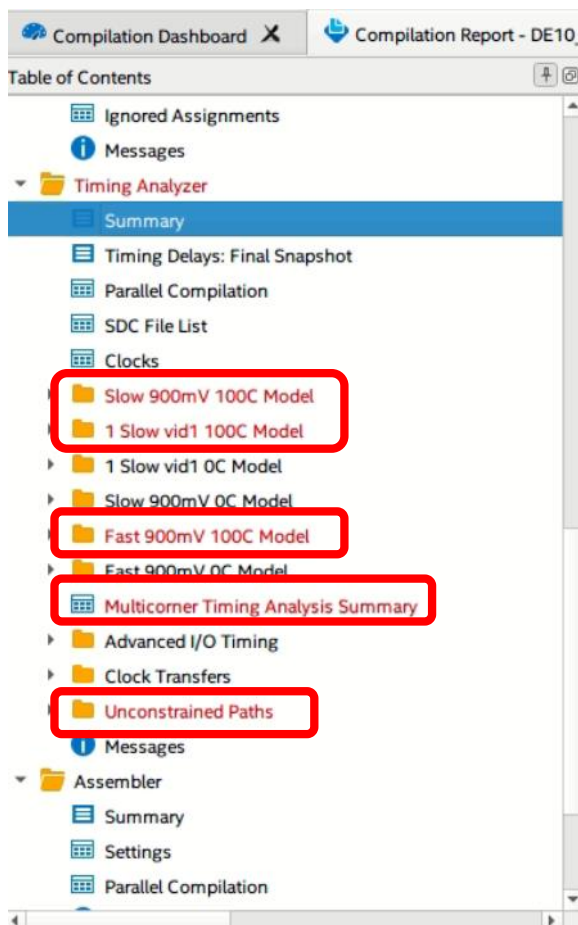 Compilation Dashboard X Compilation Report - DE10_
Table of Contents
Ignored Assignments
Messages
Timing Analyzer
Summary
Timing Delays: Final Snapshot
Parallel Compilation
SDC File List
Clocks
Slow 900mV 100C Model
1 Slow vid1 100C Model
1 Slow vid1 0C Model
Slow 900mV 0C Model
Fast 900mV 100C Model
Fast 900mV 0C Model
Multicorner Timing Analysis Summary
Advanced I/O Timing
Clock Transfers
Unconstrained Paths
Messages
Assembler
Summary
Settings
Parallel Compilation